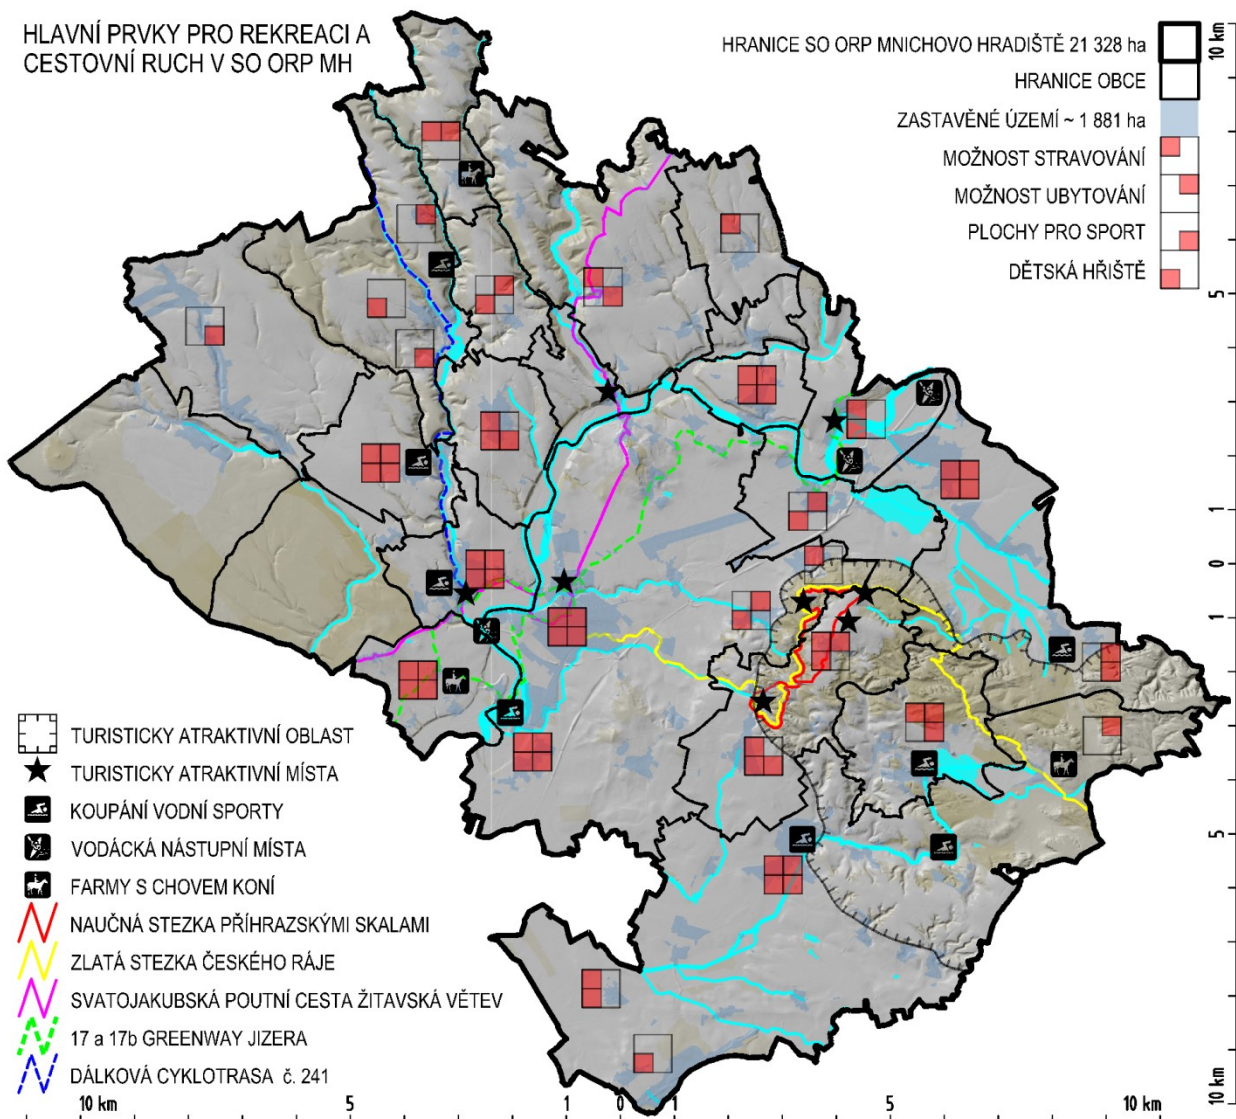 HLAVNÍ PRVKY PRO REKREACI A
CESTOVNÍ RUCH V SO ORP MH
HRANICE SO ORP MNICHOVO HRADIŠTĚ 21 328 ha
HRANICE OBCE
ZASTAVĚNÉ ÚZEMÍ ~ 1 881 ha
MOŽNOST STRAVOVÁNÍ
MOŽNOST UBYTOVÁNÍ
PLOCHY PRO SPORT
DĚTSKÁ HŘIŠTĚ
10 km
5
1
0
1
5
10 km
TURISTICKY ATRAKTIVNÍ OBLAST
TURISTICKY ATRAKTIVNÍ MÍSTA
KOUPÁNÍ VODNÍ SPORTY
VODÁCKÁ NÁSTUPNÍ MÍSTA
FARMY S CHOVEM KONÍ
NAUČNÁ STEZKA PŘÍHRAZSKÝMI SKALAMI
ZLATÁ STEZKA ČESKÉHO RÁJE
SVATOJAKUBSKÁ POUTNÍ CESTA ŽITAVSKÁ VĚTEV
17 a 17b GREENWAY JIZERA
DÁLKOVÁ CYKLOTRASA č. 241
10 km 5 1 0 1 5 10 km